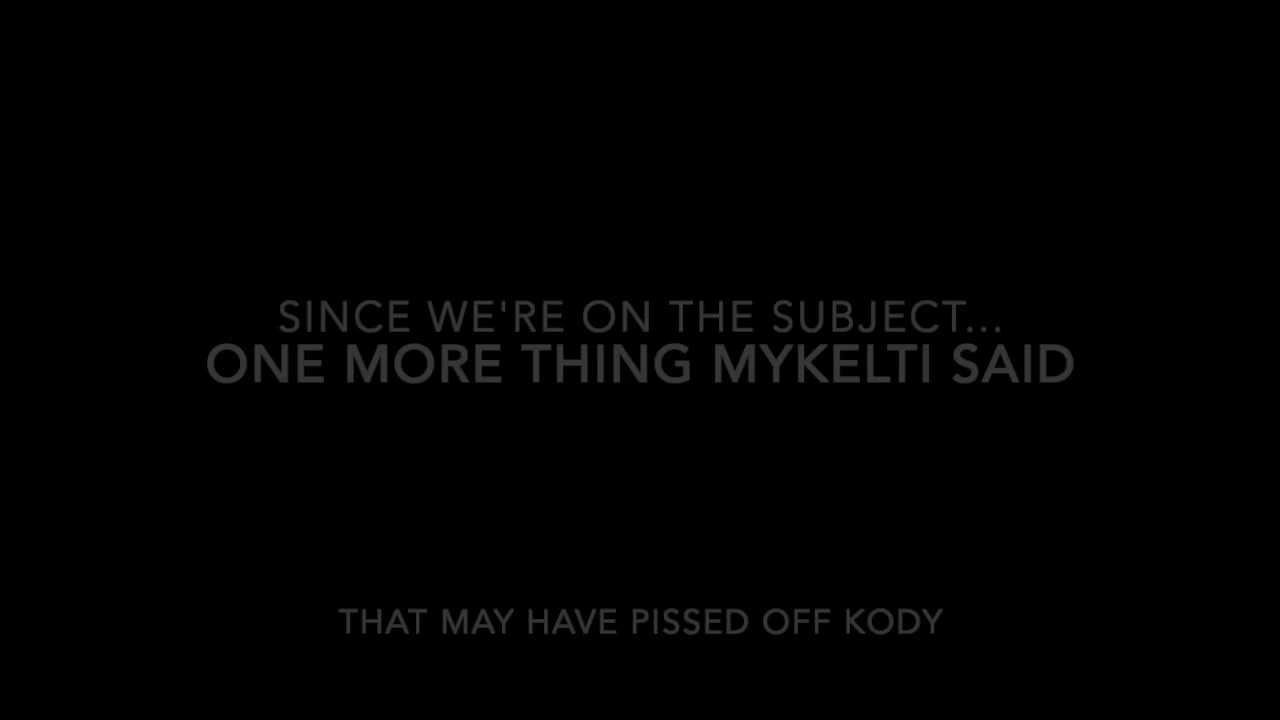 SINCE WE'RE ON THE SUBJECT...
ONE MORE THING MYKELTI SAID
THAT MAY HAVE PISSED OFF KODY